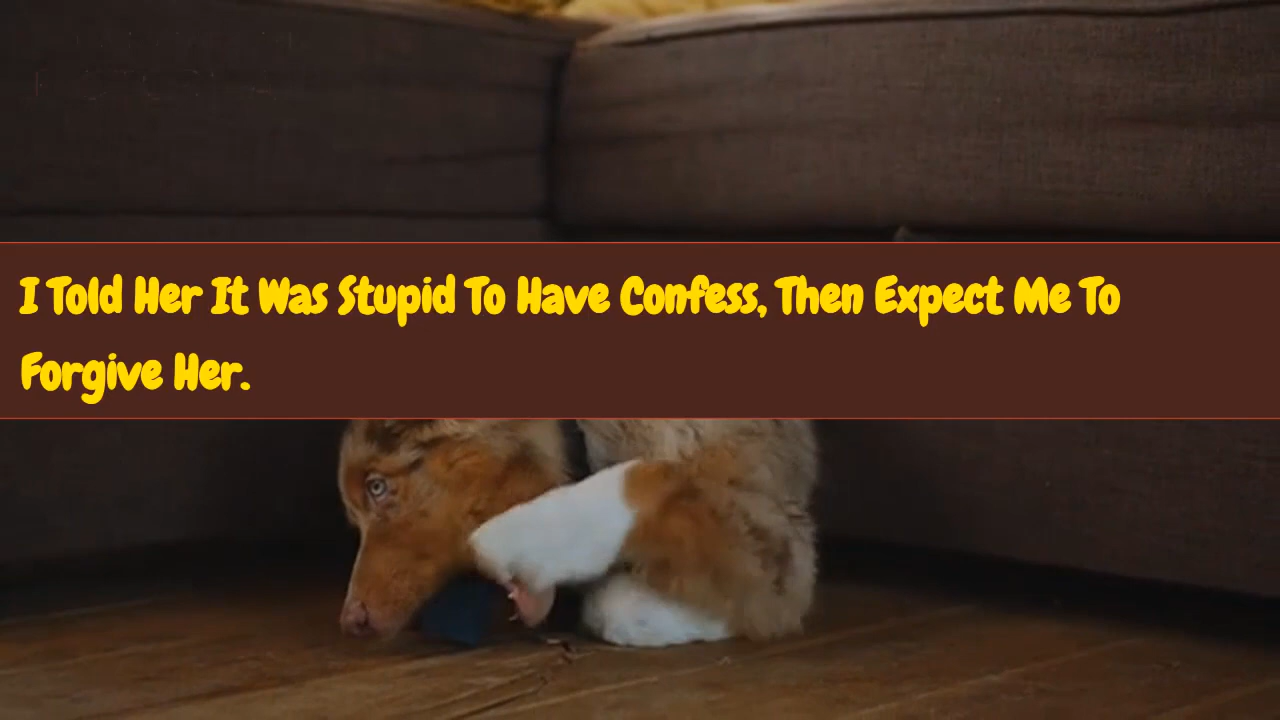 I Told Her It Was Stupid To Have Confess, Then Expect Me To
Forgive Her.